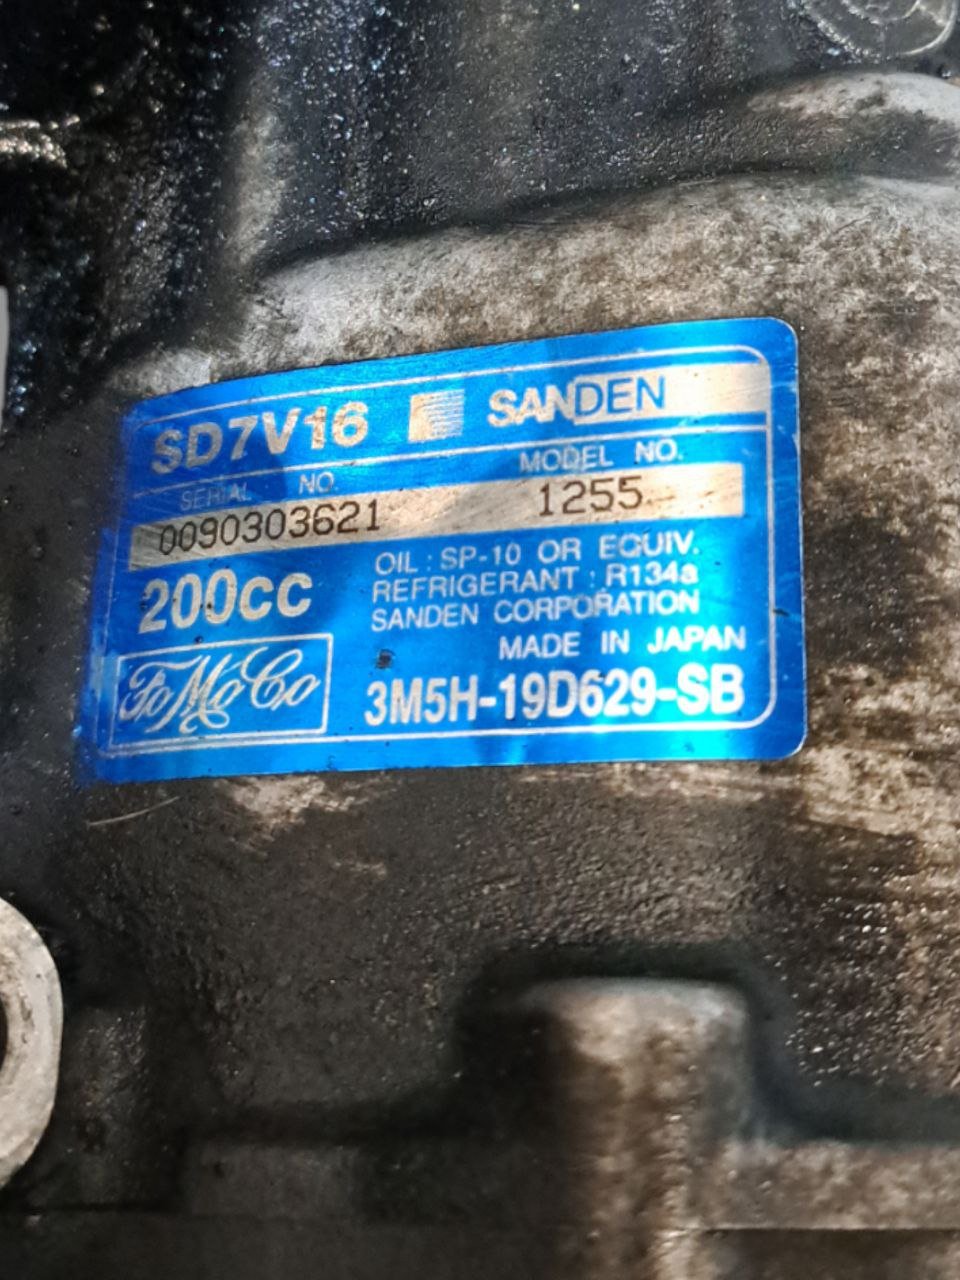 SD7V16 SANDEN
SERIAL NO. MODEL NO.
0090303621 1255
200cc
OIL : SP-10 OR EQUIV.
REFRIGERANT : R134a
SANDEN CORPORATION
MADE IN JAPAN
FoMoCo
3M5H-19D629-SB